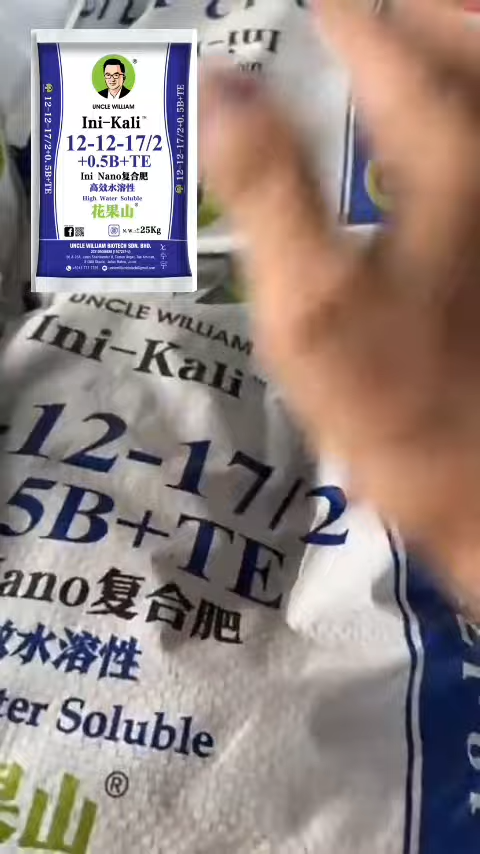 UNCLE WILLIAM
Ini-Kali™
12-12-17/2
+0.5B+TE
Ini Nano复合肥
高效水溶性
High Water Soluble
花果山®
N.W.: 25Kg
UNCLE WILLIAM BIOTECH SDN. BHD.
12-12-17/2+0.5B+TE
12-12-17/2+0.5B+TE
Ini-K
UNCLE WILLIAM
Ini-Kali™
-12-17/2
.5B+TE
ano复合肥
效水溶性
ter Soluble
果山®